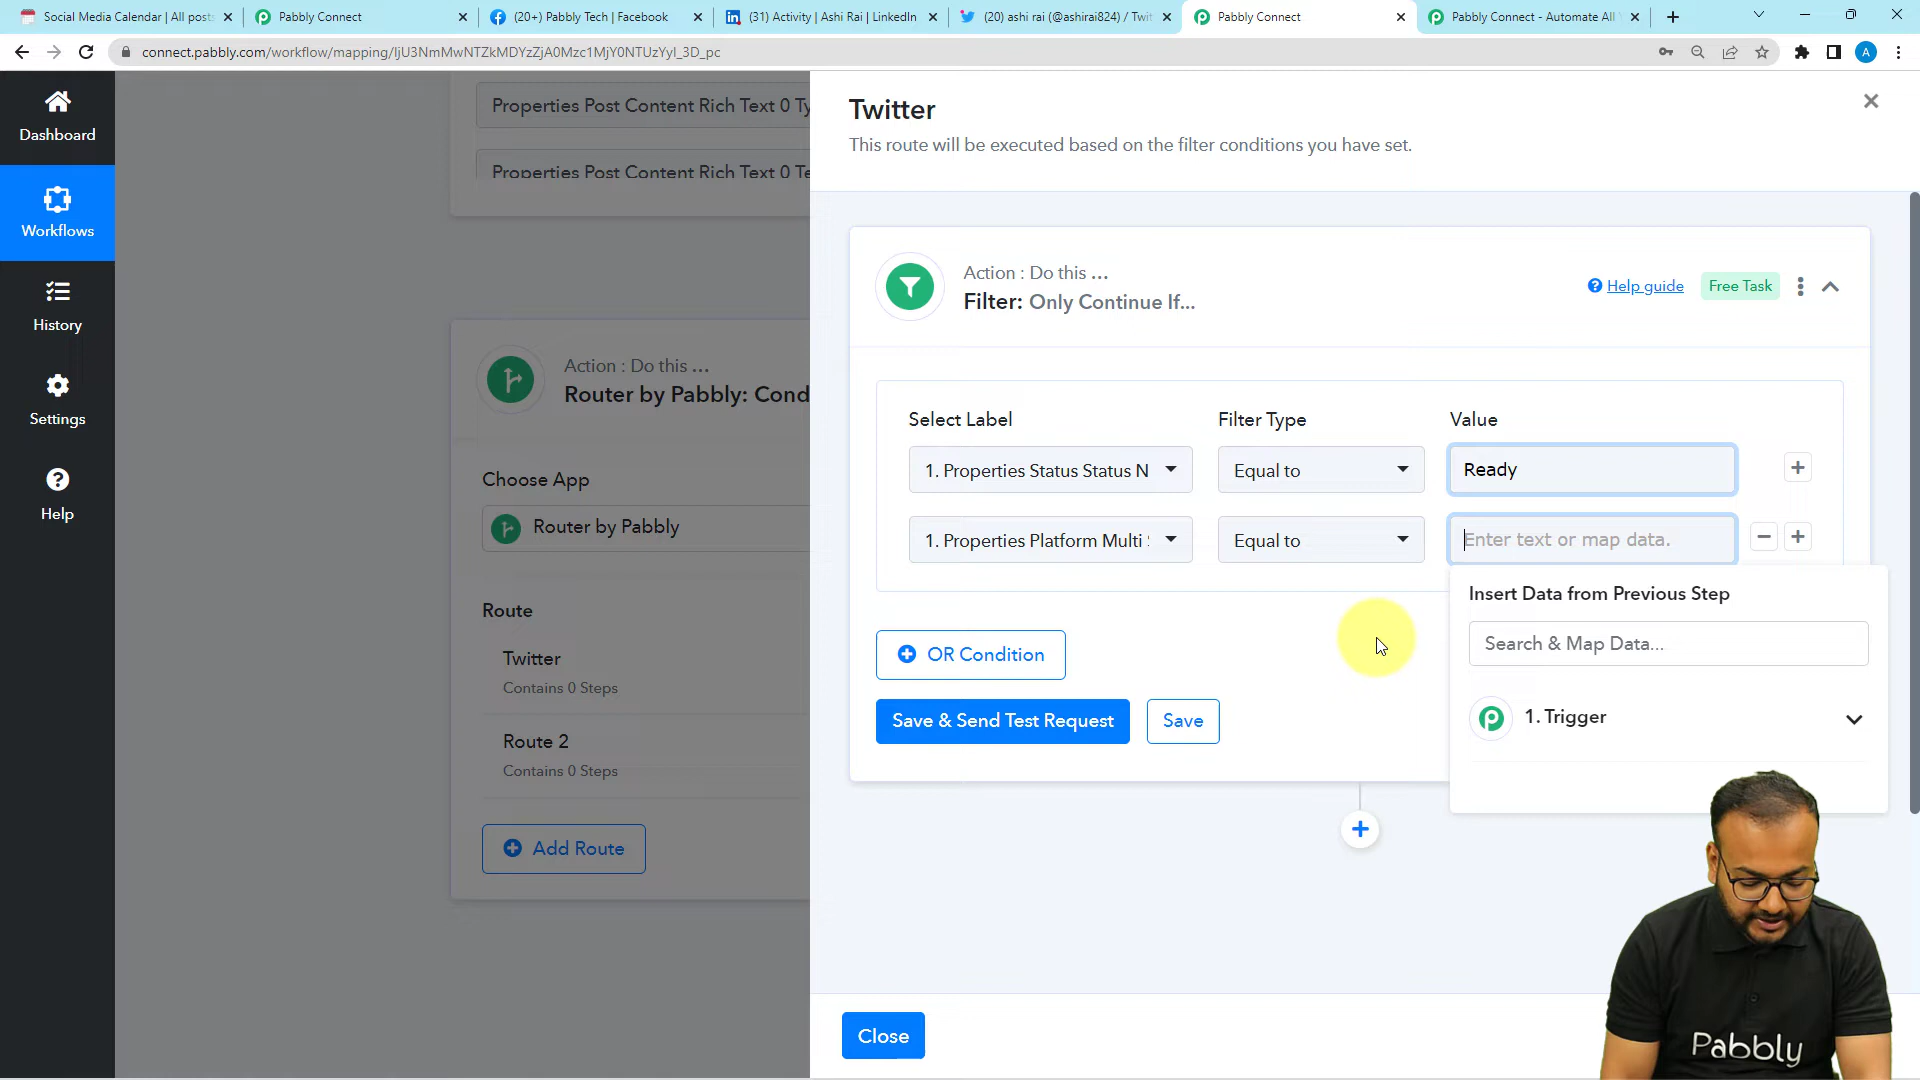 Social Media Calendar | All posts
Pabbly Connect
(20+) Pabbly Tech | Facebook
(31) Activity | Ashi Rai | LinkedIn
(20) ashi rai (@ashirai824) / Twit
Pabbly Connect
Pabbly Connect - Automate All
A
Dashboard
Workflows
History
Settings
Help
Properties Post Content Rich Text 0 Ty
Properties Post Content Rich Text 0 Te
Action : Do this ...
Router by Pabbly: Cond
Choose App
Router by Pabbly
Route
Twitter
Contains 0 Steps
Route 2
Contains 0 Steps
Add Route
Twitter
This route will be executed based on the filter conditions you have set.
Action : Do this ...
Filter: Only Continue If...
Help guide
Free Task
Select Label
Filter Type
Value
1. Properties Status Status N
Equal to
Ready
1. Properties Platform Multi
Equal to
Enter text or map data.
Insert Data from Previous Step
Search & Map Data...
1. Trigger
OR Condition
Save & Send Test Request
Save
Close
Pabbly